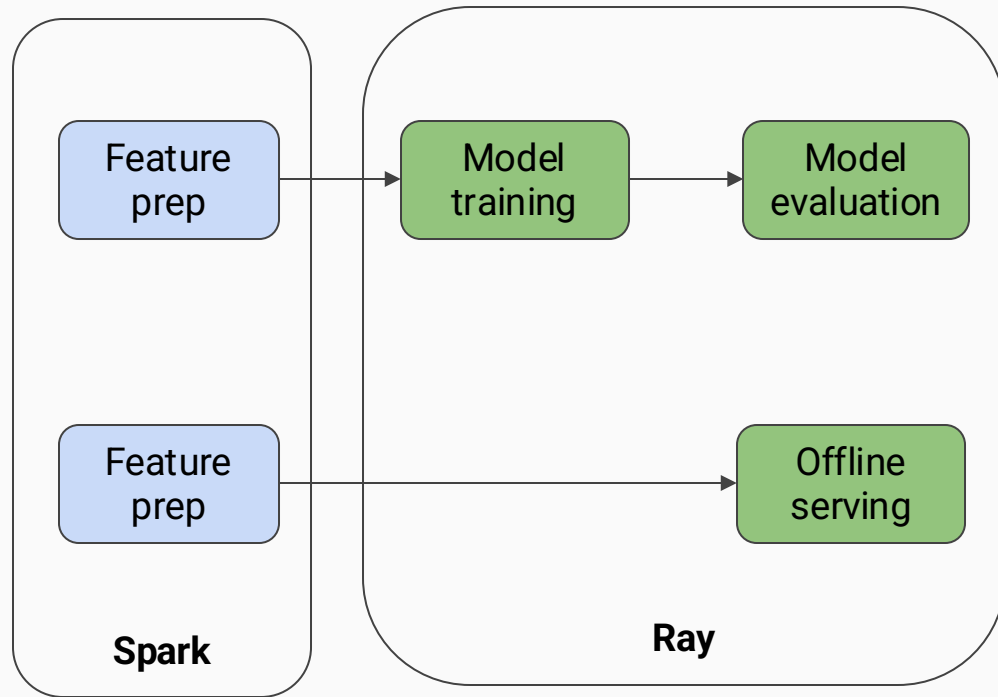 Feature
prep
Model
training
Model
evaluation
Feature
prep
Offline
serving
Spark
Ray